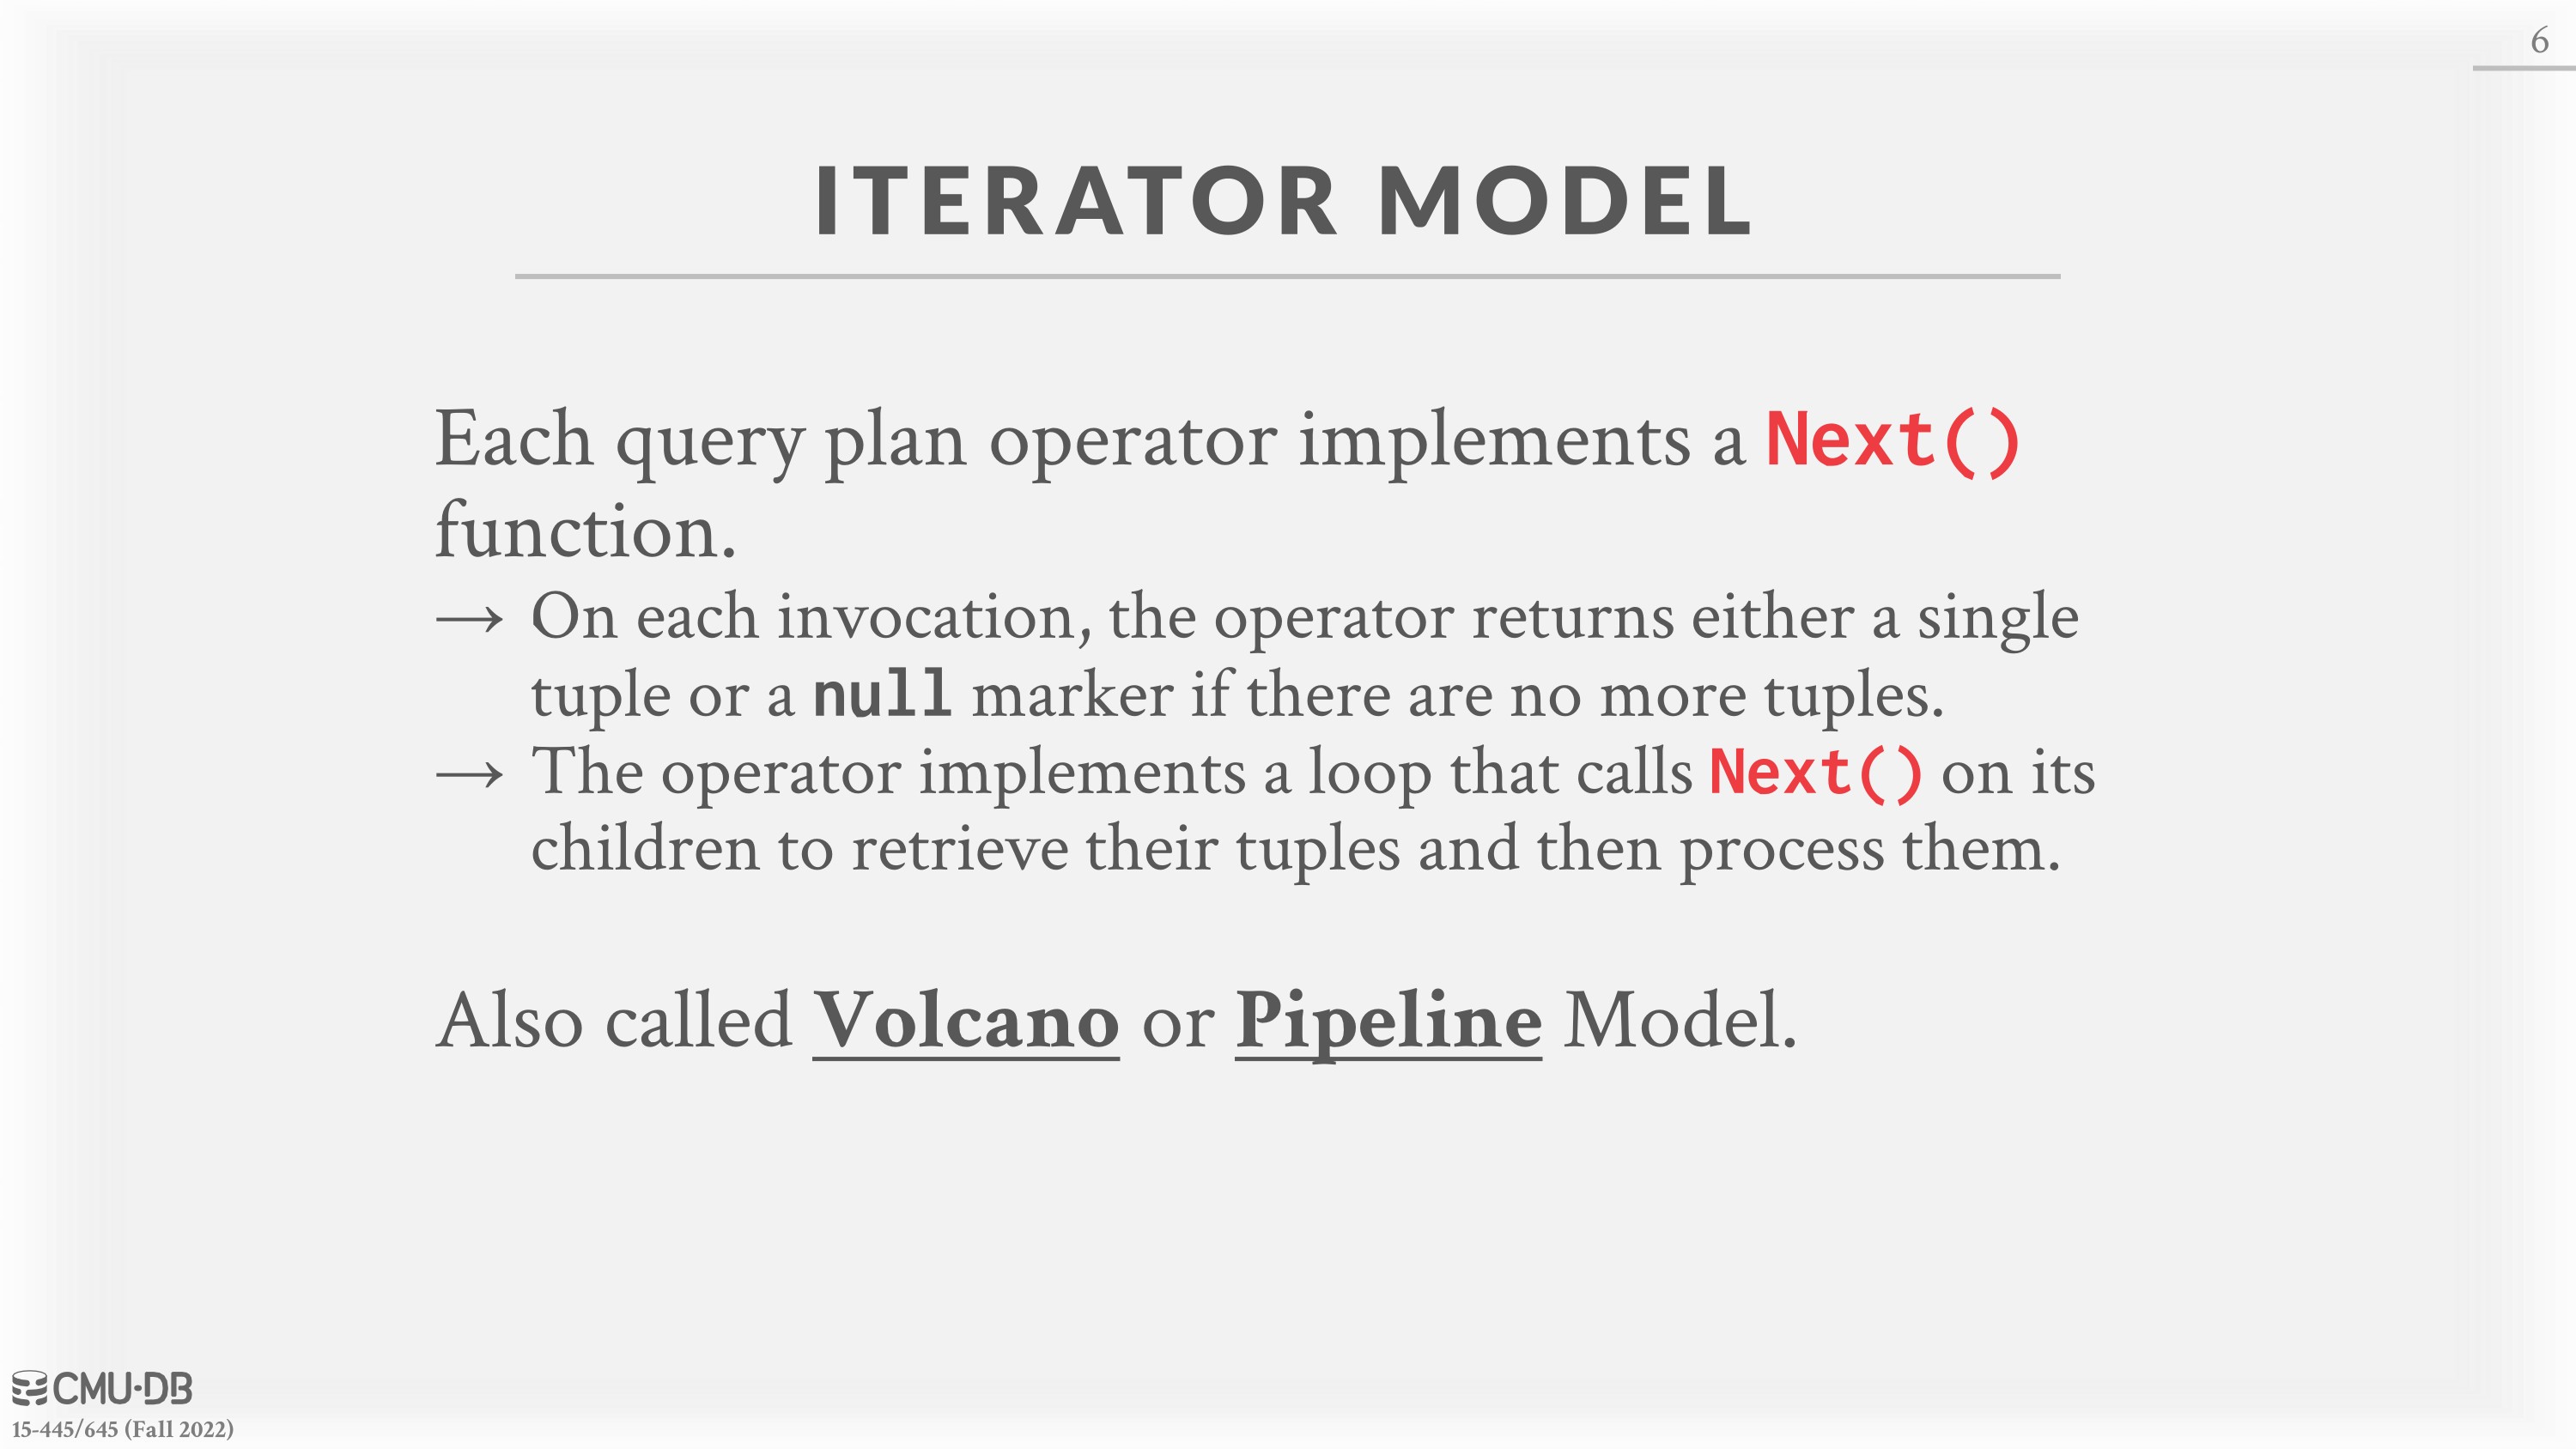 6
ITERATOR MODEL
Each query plan operator implements a Next()
function.
→ On each invocation, the operator returns either a single
tuple or a null marker if there are no more tuples.
→ The operator implements a loop that calls Next() on its
children to retrieve their tuples and then process them.
Also called Volcano or Pipeline Model.
CMU·DB
15-445/645 (Fall 2022)